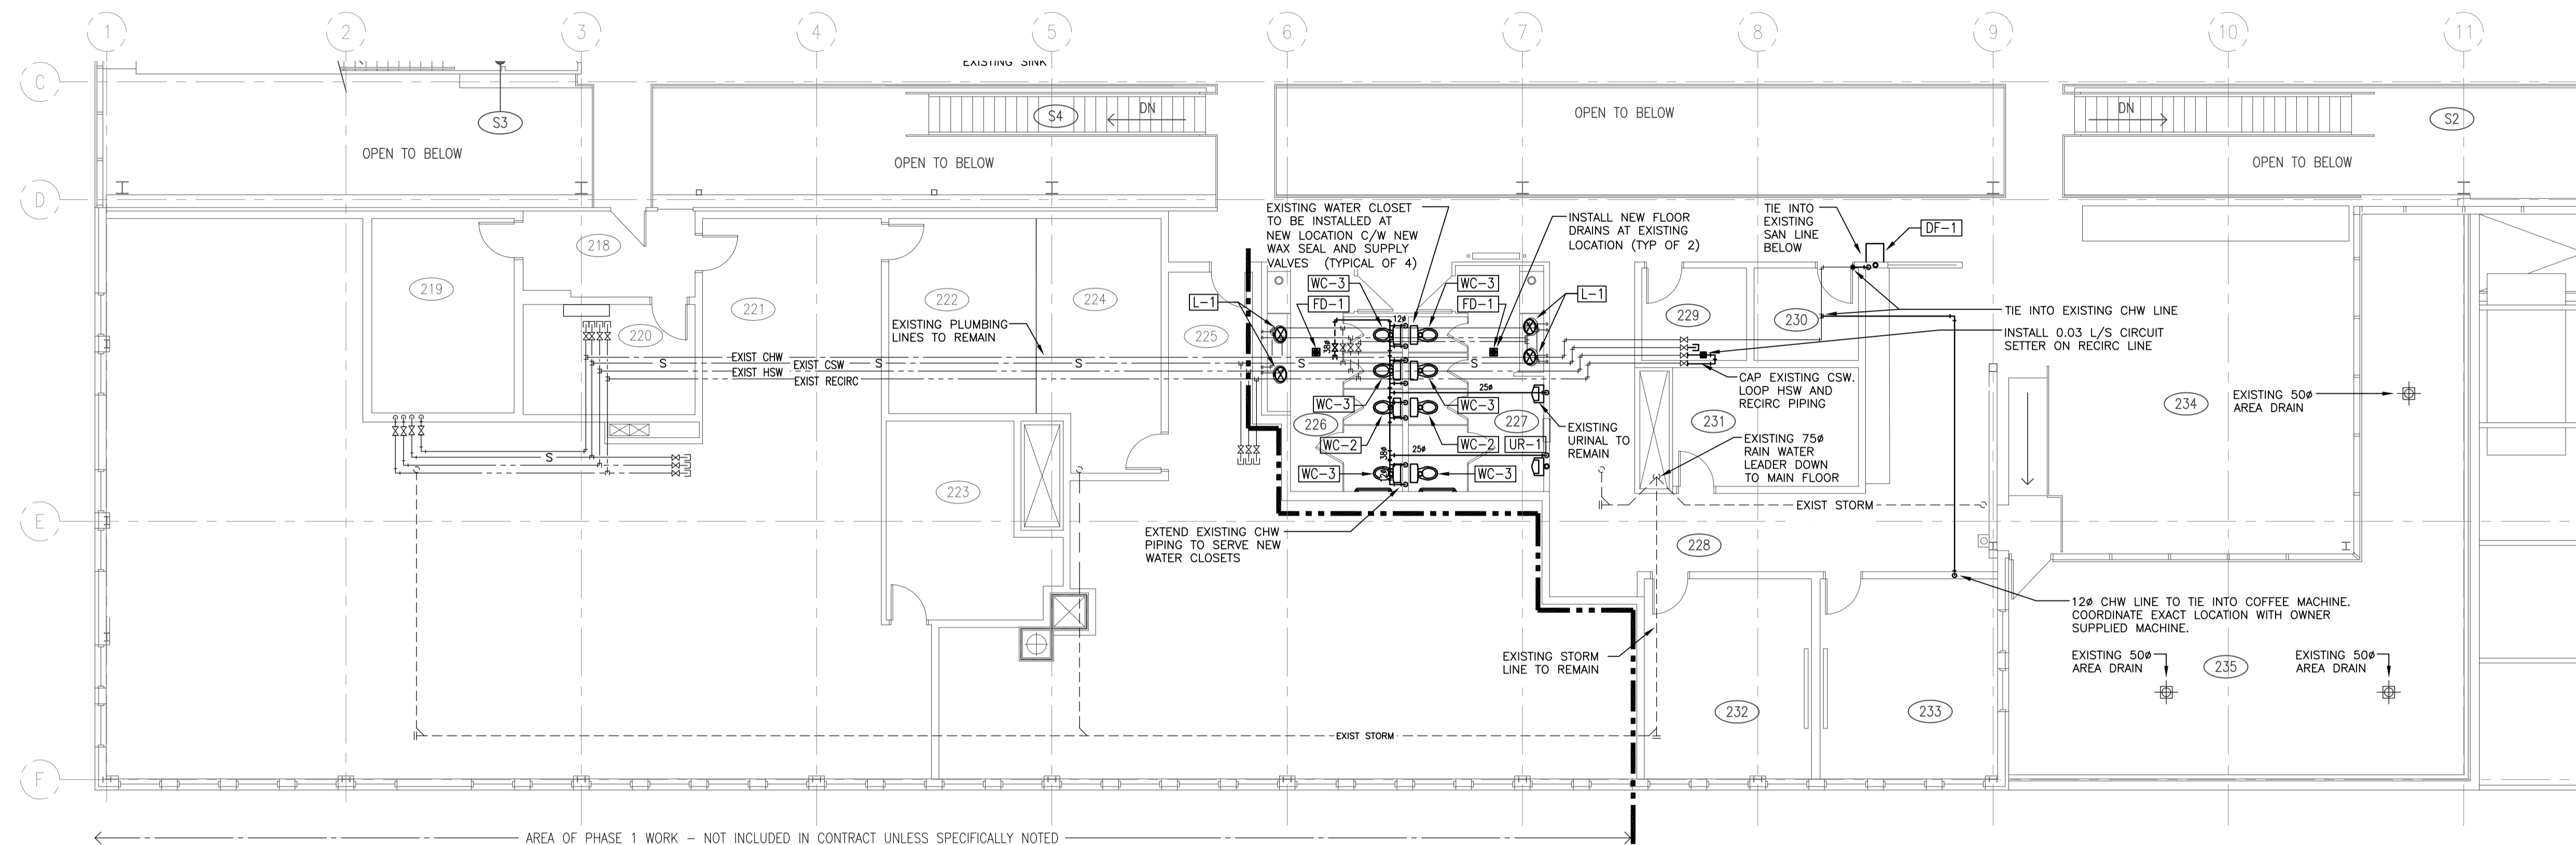 1
2
3
4
5
6
7
8
9
10
11
C
D
E
F
EXISTING SINK
S3
S4
DN
OPEN TO BELOW
OPEN TO BELOW
OPEN TO BELOW
DN
S2
OPEN TO BELOW
218
219
220
221
222
224
225
223
EXISTING PLUMBING
LINES TO REMAIN
EXIST CHW
S
EXIST CSW
S
S
EXIST HSW
EXIST RECIRC
S
EXISTING WATER CLOSET
TO BE INSTALLED AT
NEW LOCATION C/W NEW
WAX SEAL AND SUPPLY
VALVES (TYPICAL OF 4)
INSTALL NEW FLOOR
DRAINS AT EXISTING
LOCATION (TYP OF 2)
WC-3
WC-3
FD-1
FD-1
L-1
L-1
12ø
38ø
S
S
WC-3
WC-3
25ø
226
227
WC-2
WC-2
UR-1
25ø
38ø
12ø
WC-3
WC-3
EXISTING
URINAL TO
REMAIN
EXTEND EXISTING CHW
PIPING TO SERVE NEW
WATER CLOSETS
TIE INTO
EXISTING
SAN LINE
BELOW
DF-1
229
230
TIE INTO EXISTING CHW LINE
INSTALL 0.03 L/S CIRCUIT
SETTER ON RECIRC LINE
CAP EXISTING CSW.
LOOP HSW AND
RECIRC PIPING
231
EXISTING 75ø
RAIN WATER
LEADER DOWN
TO MAIN FLOOR
EXIST STORM
228
234
EXISTING 50ø
AREA DRAIN
12ø CHW LINE TO TIE INTO COFFEE MACHINE.
COORDINATE EXACT LOCATION WITH OWNER
SUPPLIED MACHINE.
EXISTING STORM
LINE TO REMAIN
EXISTING 50ø
AREA DRAIN
235
EXISTING 50ø
AREA DRAIN
232
233
EXIST STORM
AREA OF PHASE 1 WORK – NOT INCLUDED IN CONTRACT UNLESS SPECIFICALLY NOTED